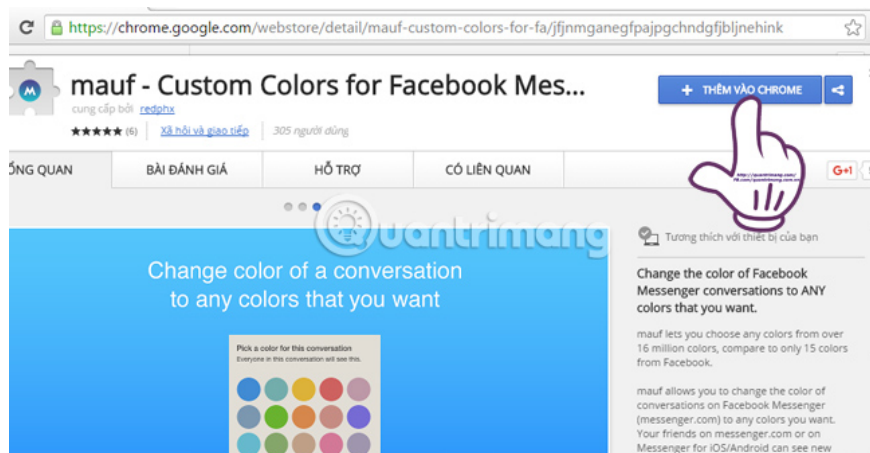 https://chrome.google.com/webstore/detail/mauf-custom-colors-for-fa/jfjnmganegfpajpgchndgfjbljnehink
mauf - Custom Colors for Facebook Mes...
+ THÊM VÀO CHROME
cung cấp bởi redphx
(6) Xã hội và giao tiếp 305 người dùng
ỔNG QUAN BÀI ĐÁNH GIÁ HỖ TRỢ CÓ LIÊN QUAN
G+1
Quantrimang
Tương thích với thiết bị của bạn
Change color of a conversation
to any colors that you want
Pick a color for this conversation
Everyone in this conversation will see this.
Change the color of Facebook
Messenger conversations to ANY
colors that you want.
mauf lets you choose any colors from over
16 million colors, compare to only 15 colors
from Facebook.
mauf allows you to change the color of
conversations on Facebook Messenger
(messenger.com) to any colors you want.
Your friends on messenger.com or on
Messenger for iOS/Android can see new